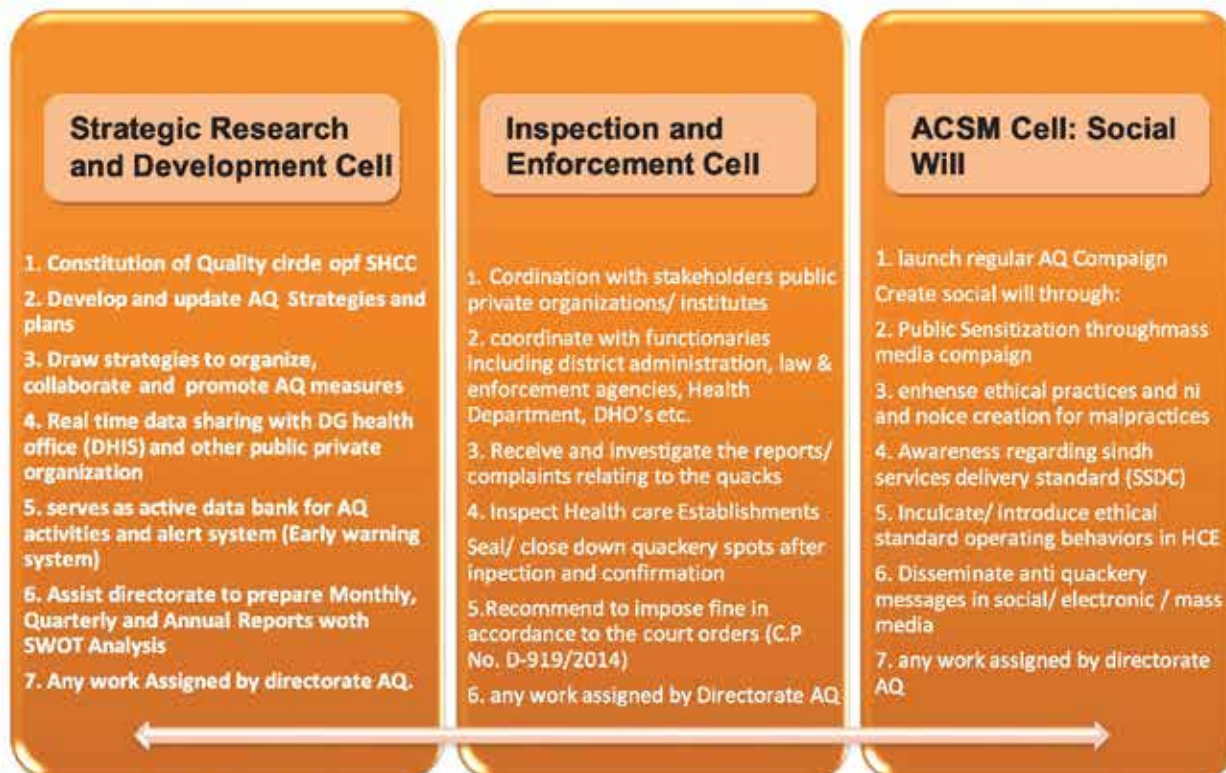 Strategic Research
and Development Cell
1. Constitution of Quality circle opf SHCC
2. Develop and update AQ Strategies and
plans
3. Draw strategies to organize,
collaborate and promote AQ measures
4. Real time data sharing with DG health
office (DHIS) and other public private
organization
5. serves as active data bank for AQ
activities and alert system (Early warning
system)
6. Assist directorate to prepare Monthly,
Quarterly and Annual Reports woth
SWOT Analysis
7. Any work Assigned by directorate AQ.
Inspection and
Enforcement Cell
1. Cordination with stakeholders public
private organizations/ institutes
2. coordinate with functionaries
including district administration, law &
enforcement agencies, Health
Department, DHO's etc.
3. Receive and investigate the reports/
complaints relating to the quacks
4. Inspect Health care Establishments
Seal/ close down quackery spots after
inpection and confirmation
5.Recommend to impose fine in
accordance to the court orders (C.P
No. D-919/2014)
6. any work assigned by Directorate AQ
ACSM Cell: Social
Will
1. launch regular AQ Compaign
Create social will through:
2. Public Sensitization throughmass
media compaign
3. enhense ethical practices and ni
and noice creation for malpractices
4. Awareness regarding sindh
services delivery standard (SSDC)
5. Inculcate/ introduce ethical
standard operating behaviors in HCE
6. Disseminate anti quackery
messages in social/ electronic / mass
media
7. any work assigned by directorate
AQ